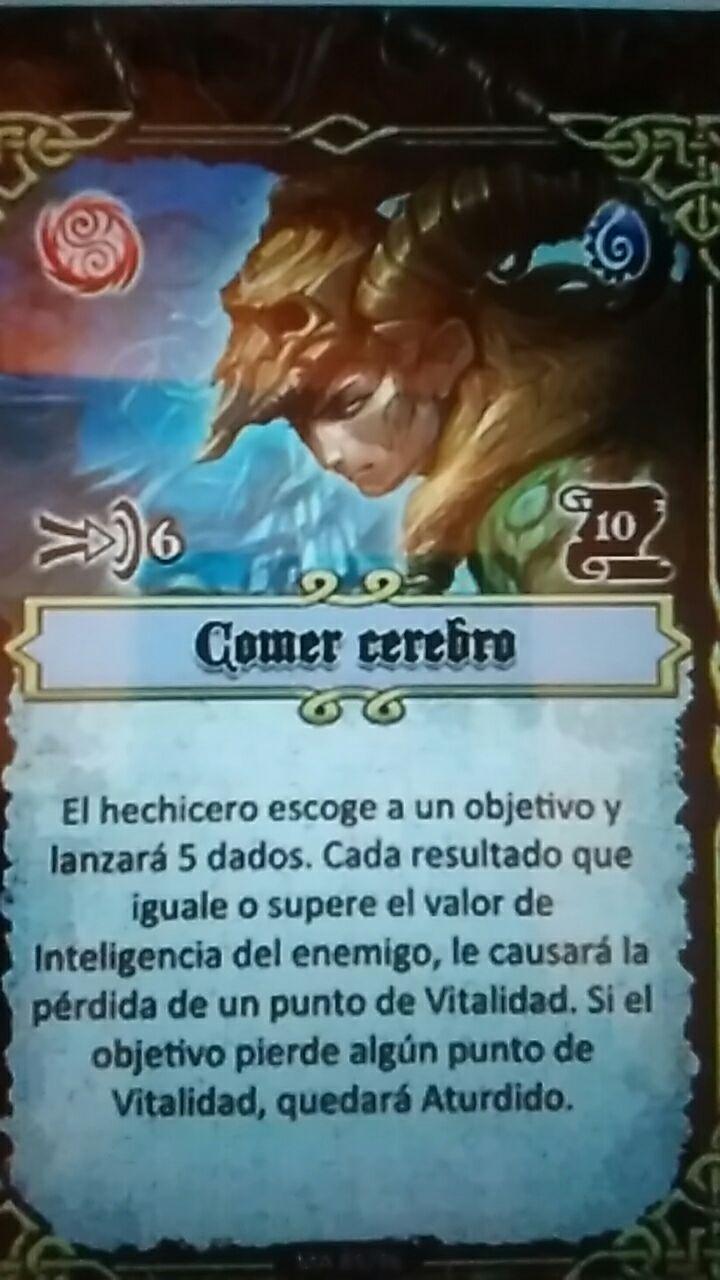 6
10
Comer cerebro
El hechicero escoge a un objetivo y
lanzará 5 dados. Cada resultado que
iguale o supere el valor de
Inteligencia del enemigo, le causará la
pérdida de un punto de Vitalidad. Si el
objetivo pierde algún punto de
Vitalidad, quedará Aturdido.